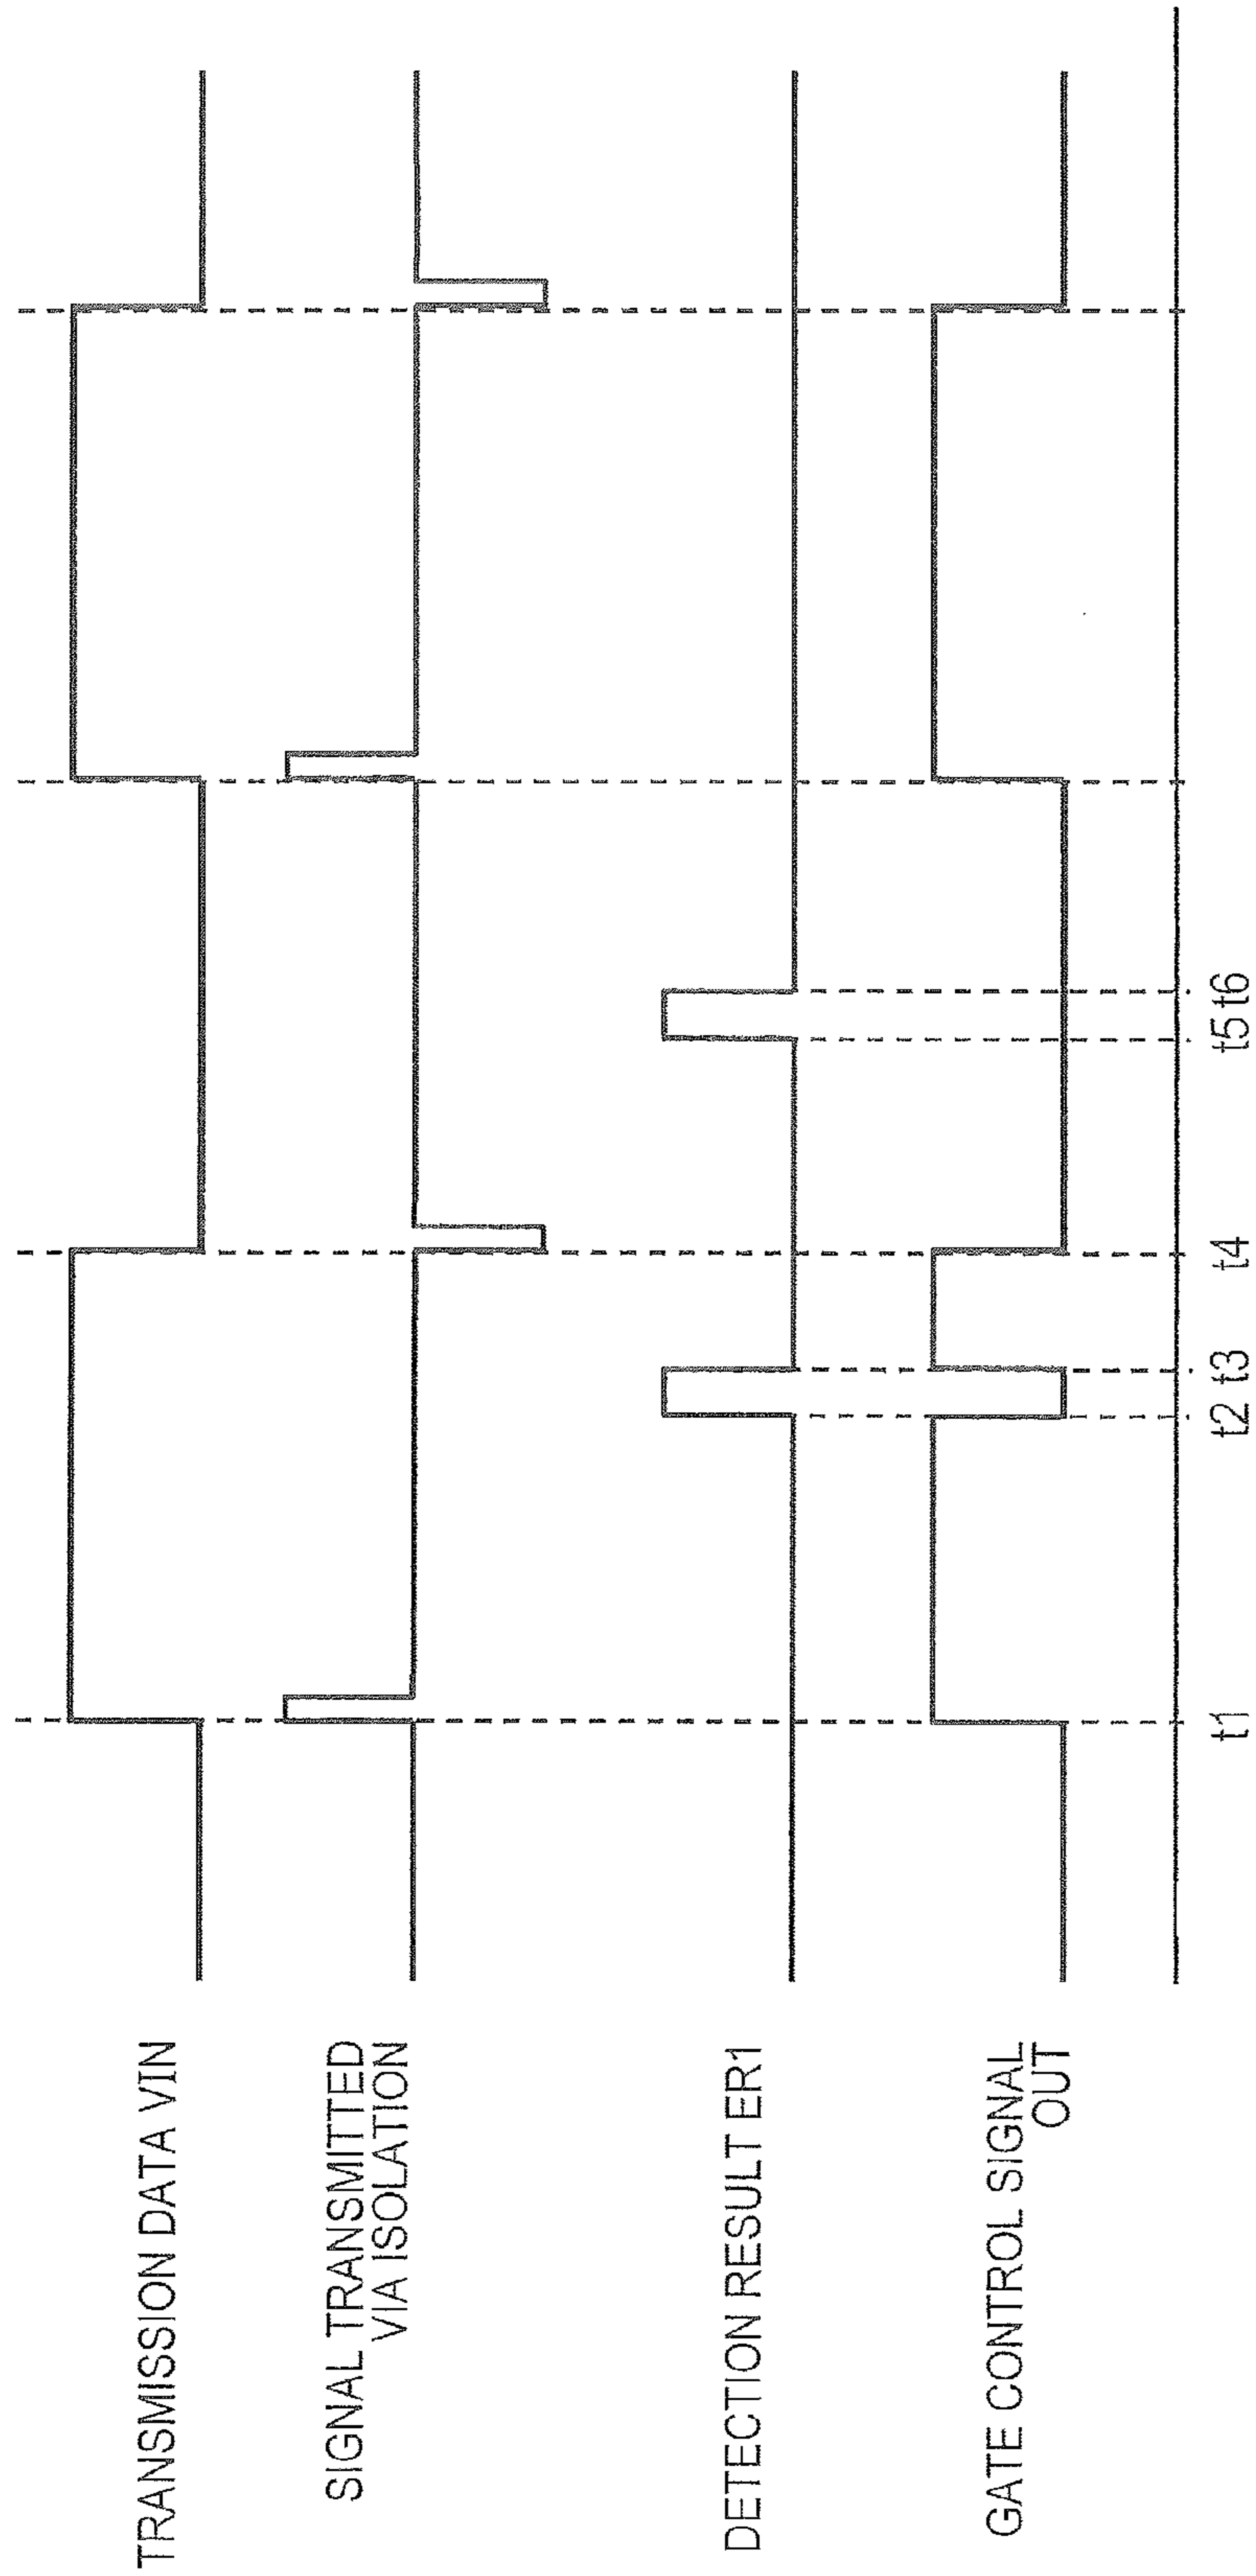 TRANSMISSION DATA VIN
SIGNAL TRANSMITTED
VIA ISOLATION
DETECTION RESULT ER1
GATE CONTROL SIGNAL
OUT
t1 t2 t3 t4 t5 t6